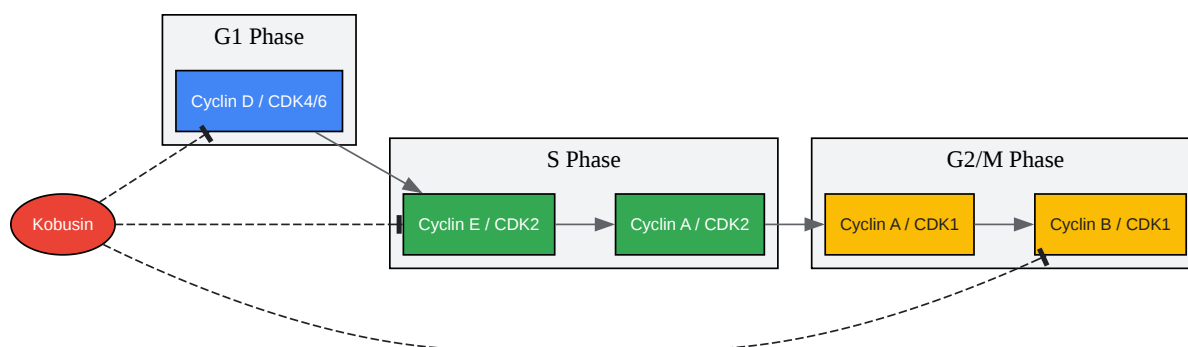 G1 Phase
Cyclin D / CDK4/6
S Phase
G2/M Phase
Kobusin
Cyclin E / CDK2
Cyclin A / CDK2
Cyclin A / CDK1
Cyclin B / CDK1